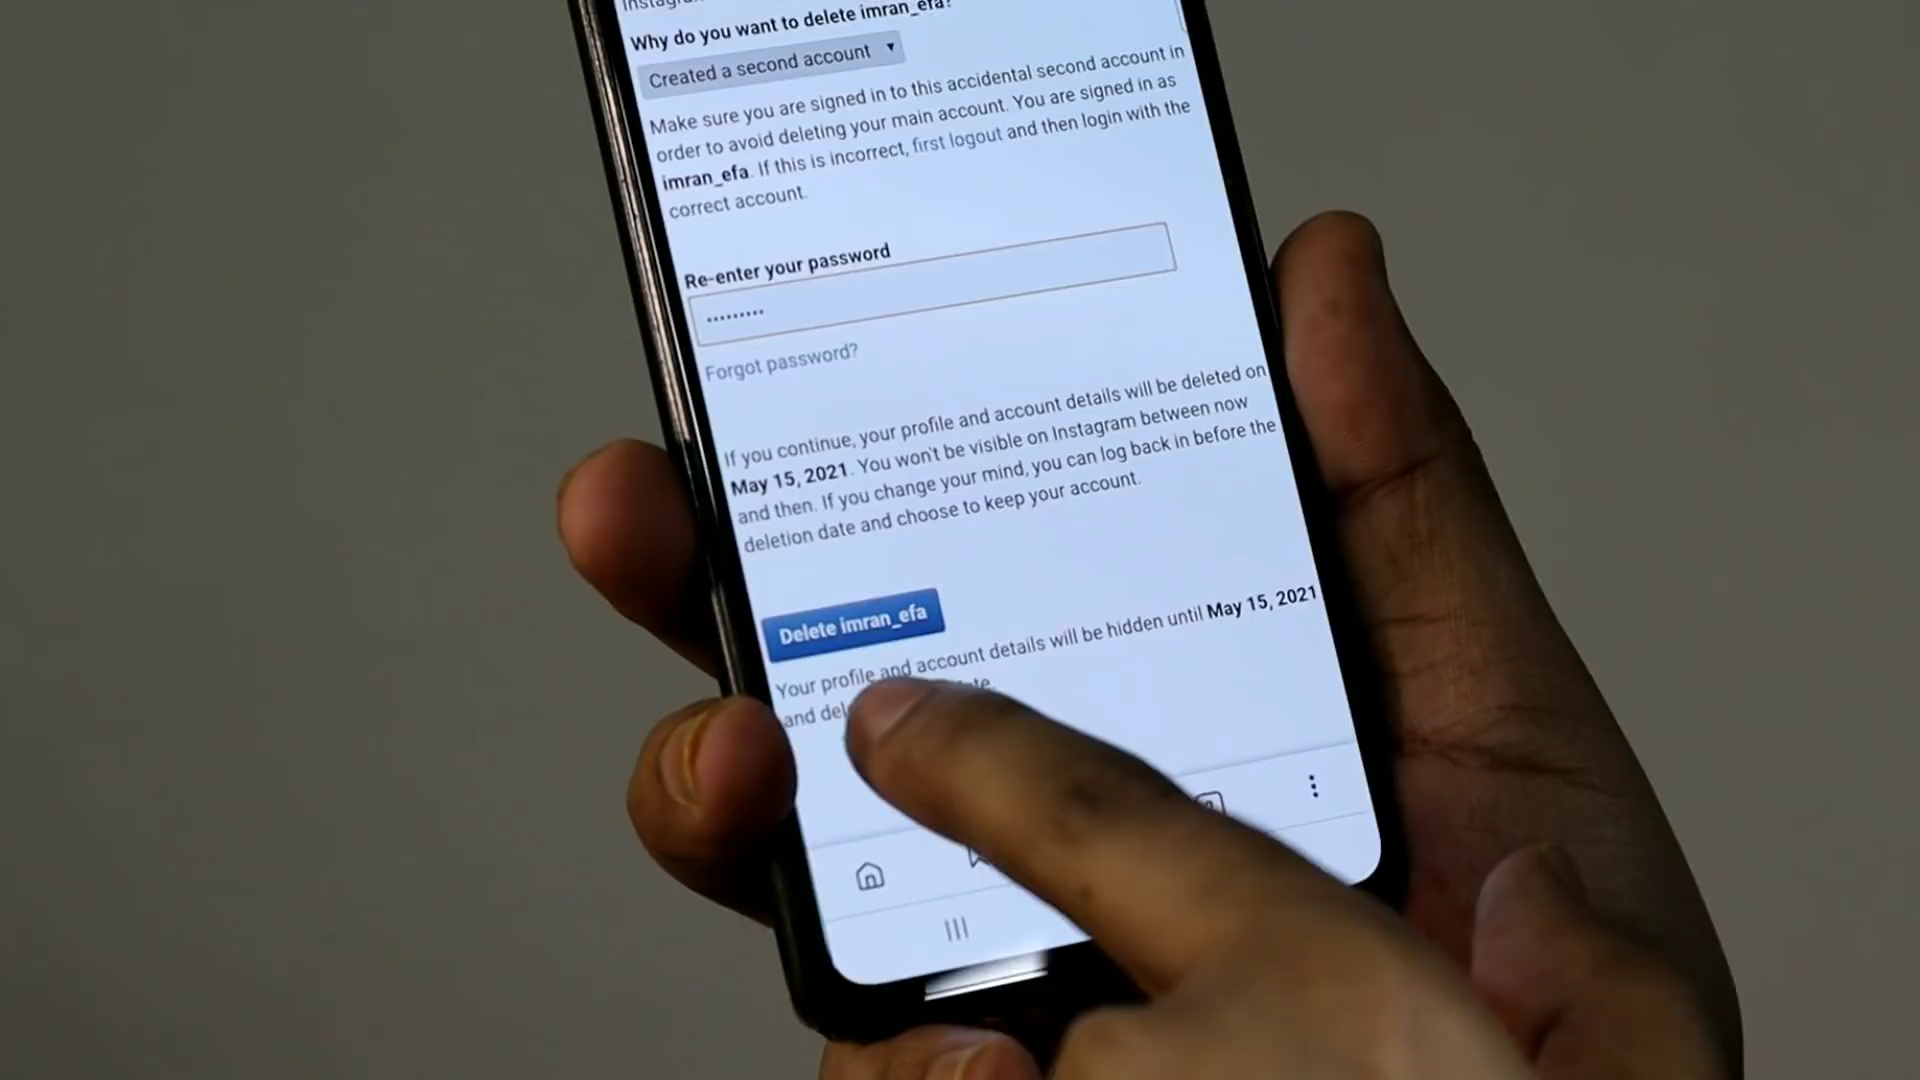 Why do you want to delete imran_efa?
Created a second account
Make sure you are signed in to this accidental second account in
order to avoid deleting your main account. You are signed in as
imran_efa. If this is incorrect, first logout and then login with the
correct account.
Re-enter your password
Forgot password?
If you continue, your profile and account details will be deleted on
May 15, 2021. You won't be visible on Instagram between now
and then. If you change your mind, you can log back in before the
deletion date and choose to keep your account.
Delete imran_efa
Your profile and account details will be hidden until May 15, 2021
and